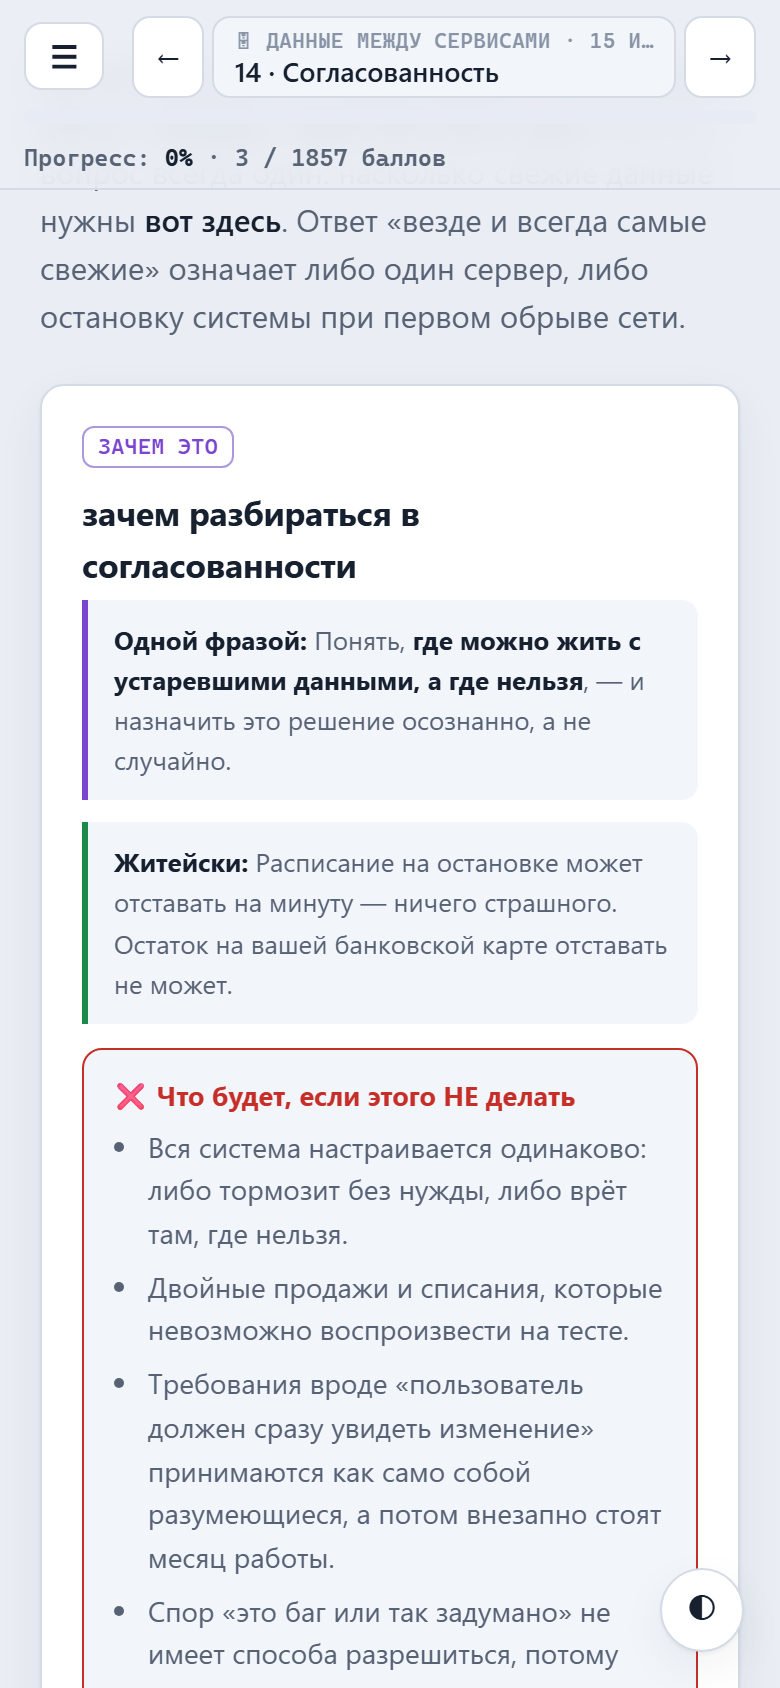 ☰
←
🗄 ДАННЫЕ МЕЖДУ СЕРВИСАМИ · 15 И…
14 · Согласованность
→
Прогресс: 0% · 3 / 1857 баллов
вопрос всегда один: насколько свежие данные
нужны вот здесь. Ответ «везде и всегда самые
свежие» означает либо один сервер, либо
остановку системы при первом обрыве сети.
ЗАЧЕМ ЭТО
зачем разбираться в
согласованности
Одной фразой: Понять, где можно жить с
устаревшими данными, а где нельзя, — и
назначить это решение осознанно, а не
случайно.
Житейски: Расписание на остановке может
отставать на минуту — ничего страшного.
Остаток на вашей банковской карте отставать
не может.
❌ Что будет, если этого НЕ делать
• Вся система настраивается одинаково:
либо тормозит без нужды, либо врёт
там, где нельзя.
• Двойные продажи и списания, которые
невозможно воспроизвести на тесте.
• Требования вроде «пользователь
должен сразу увидеть изменение»
принимаются как само собой
разумеющиеся, а потом внезапно стоят
месяц работы.
• Спор «это баг или так задумано» не
имеет способа разрешиться, потому